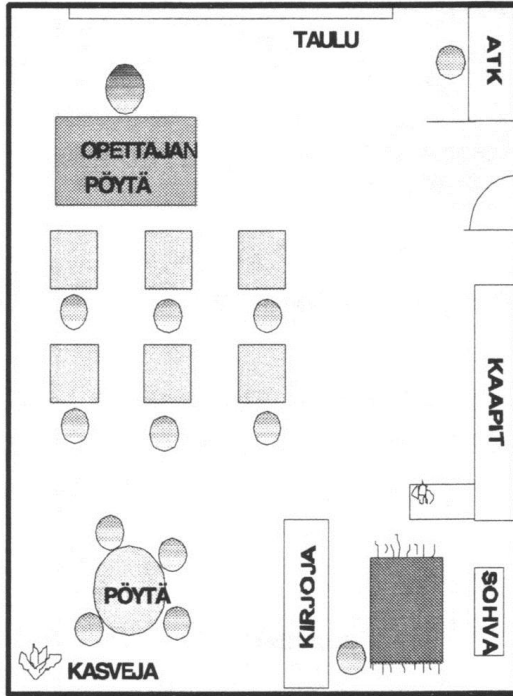 TAULU
ATK
OPETTAJAN
PÖYTÄ
KAAPIT
KIRJOJA
SOHVA
PÖYTÄ
KASVEJA